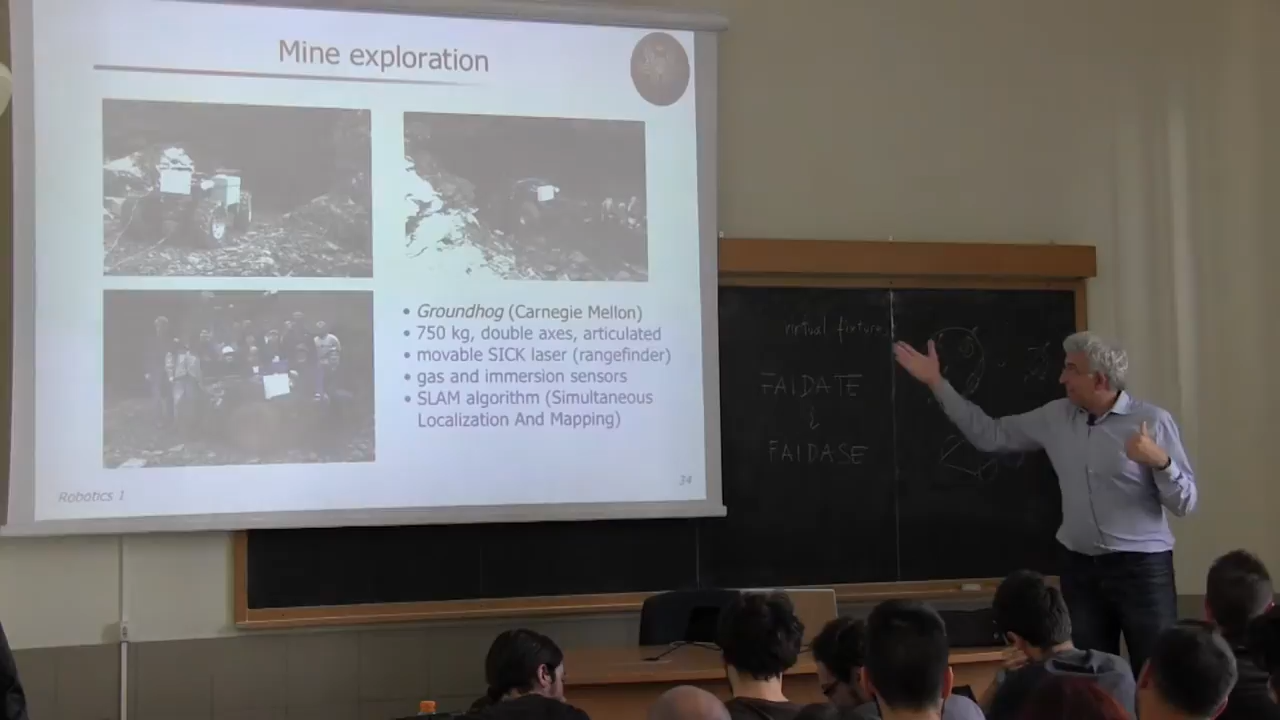 Mine exploration
• Groundhog (Carnegie Mellon)
• 750 kg, double axes, articulated
• movable SICK laser (rangefinder)
• gas and immersion sensors
• SLAM algorithm (Simultaneous
Localization And Mapping)
Robotics 1
34
virtual fixture
FAIDATE
&
FAIDASE